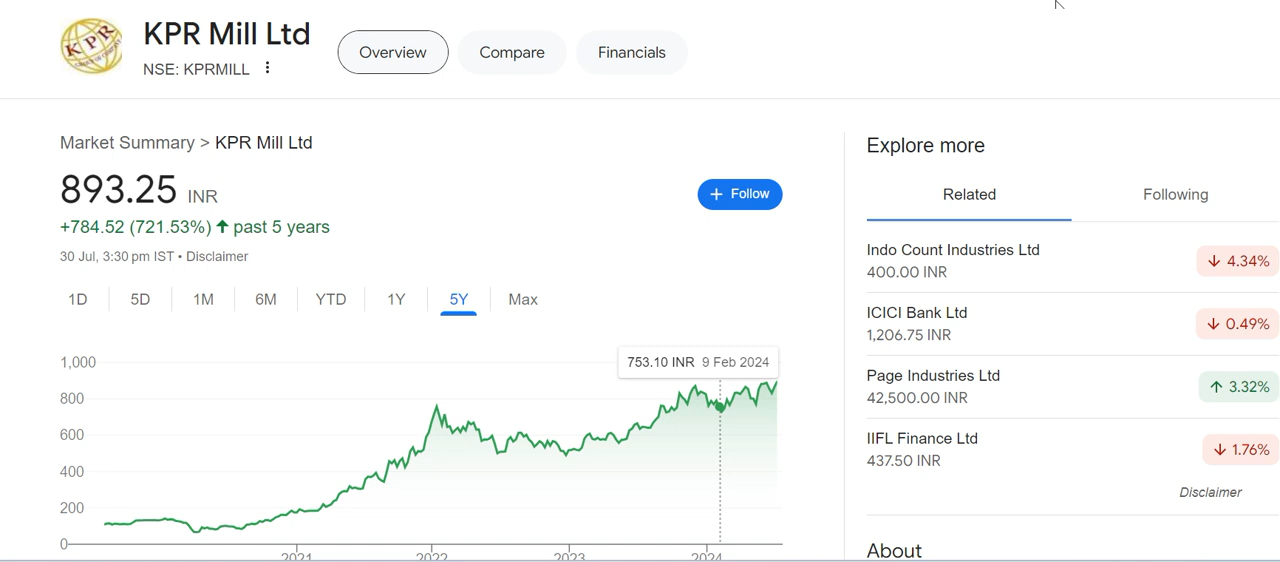 KPR
KPR Mill Ltd
NSE: KPRMILL
Overview
Compare
Financials
Market Summary > KPR Mill Ltd
893.25 INR
+ Follow
+784.52 (721.53%) ↑ past 5 years
30 Jul, 3:30 pm IST • Disclaimer
1D
5D
1M
6M
YTD
1Y
5Y
Max
753.10 INR 9 Feb 2024
1,000
800
600
400
200
0
2021
2022
2023
2024
Explore more
Related
Following
Indo Count Industries Ltd
400.00 INR
↓ 4.34%
ICICI Bank Ltd
1,206.75 INR
↓ 0.49%
Page Industries Ltd
42,500.00 INR
↑ 3.32%
IIFL Finance Ltd
437.50 INR
↓ 1.76%
Disclaimer
About